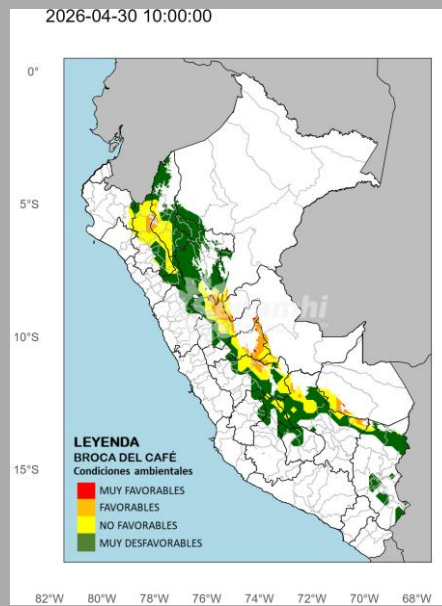 2026-04-30 10:00:00
0°
5°S
10°S
15°S
senamhi
LEYENDA
BROCA DEL CAFÉ
Condiciones ambientales
MUY FAVORABLES
FAVORABLES
NO FAVORABLES
MUY DESFAVORABLES
82°W 80°W 78°W 76°W 74°W 72°W 70°W 68°W